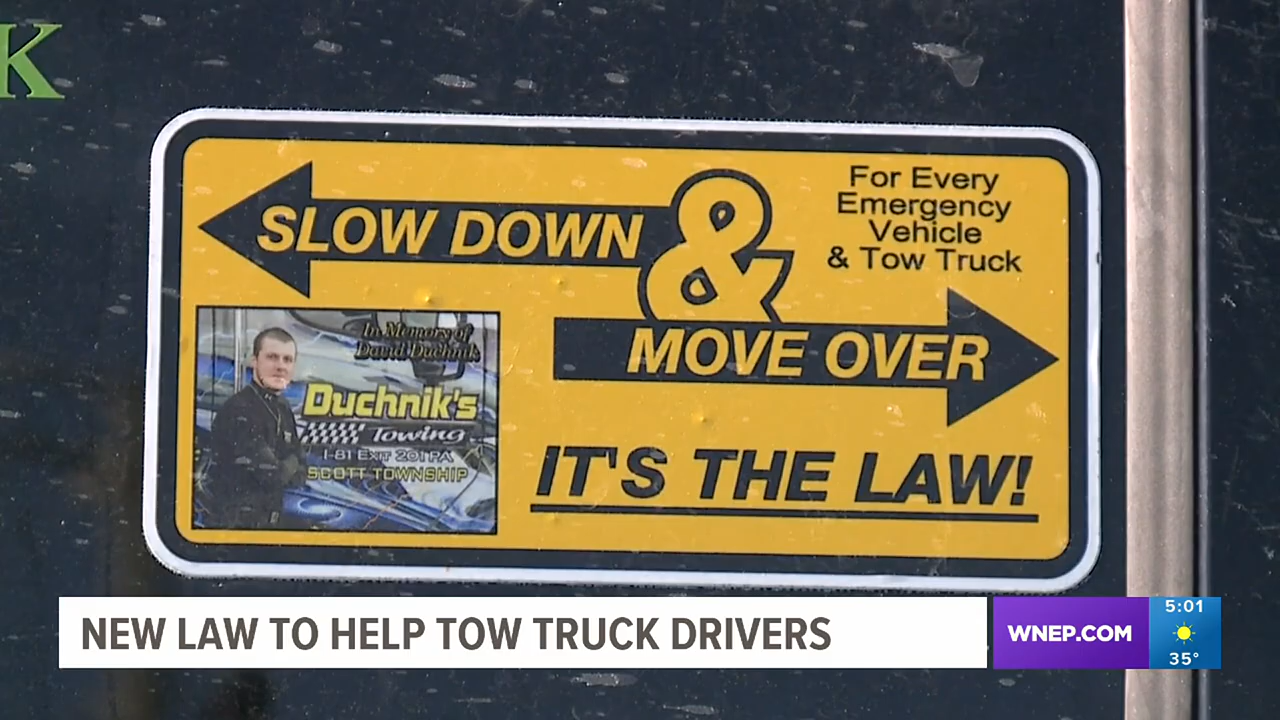 K
SLOW DOWN
&
For Every
Emergency
Vehicle
& Tow Truck
MOVE OVER
In Memory of
David Duchnik
Duchnik's
Towing
I-81 EXIT 201 PA
SCOTT TOWNSHIP
IT'S THE LAW!
NEW LAW TO HELP TOW TRUCK DRIVERS
WNEP.COM
5:01
35°